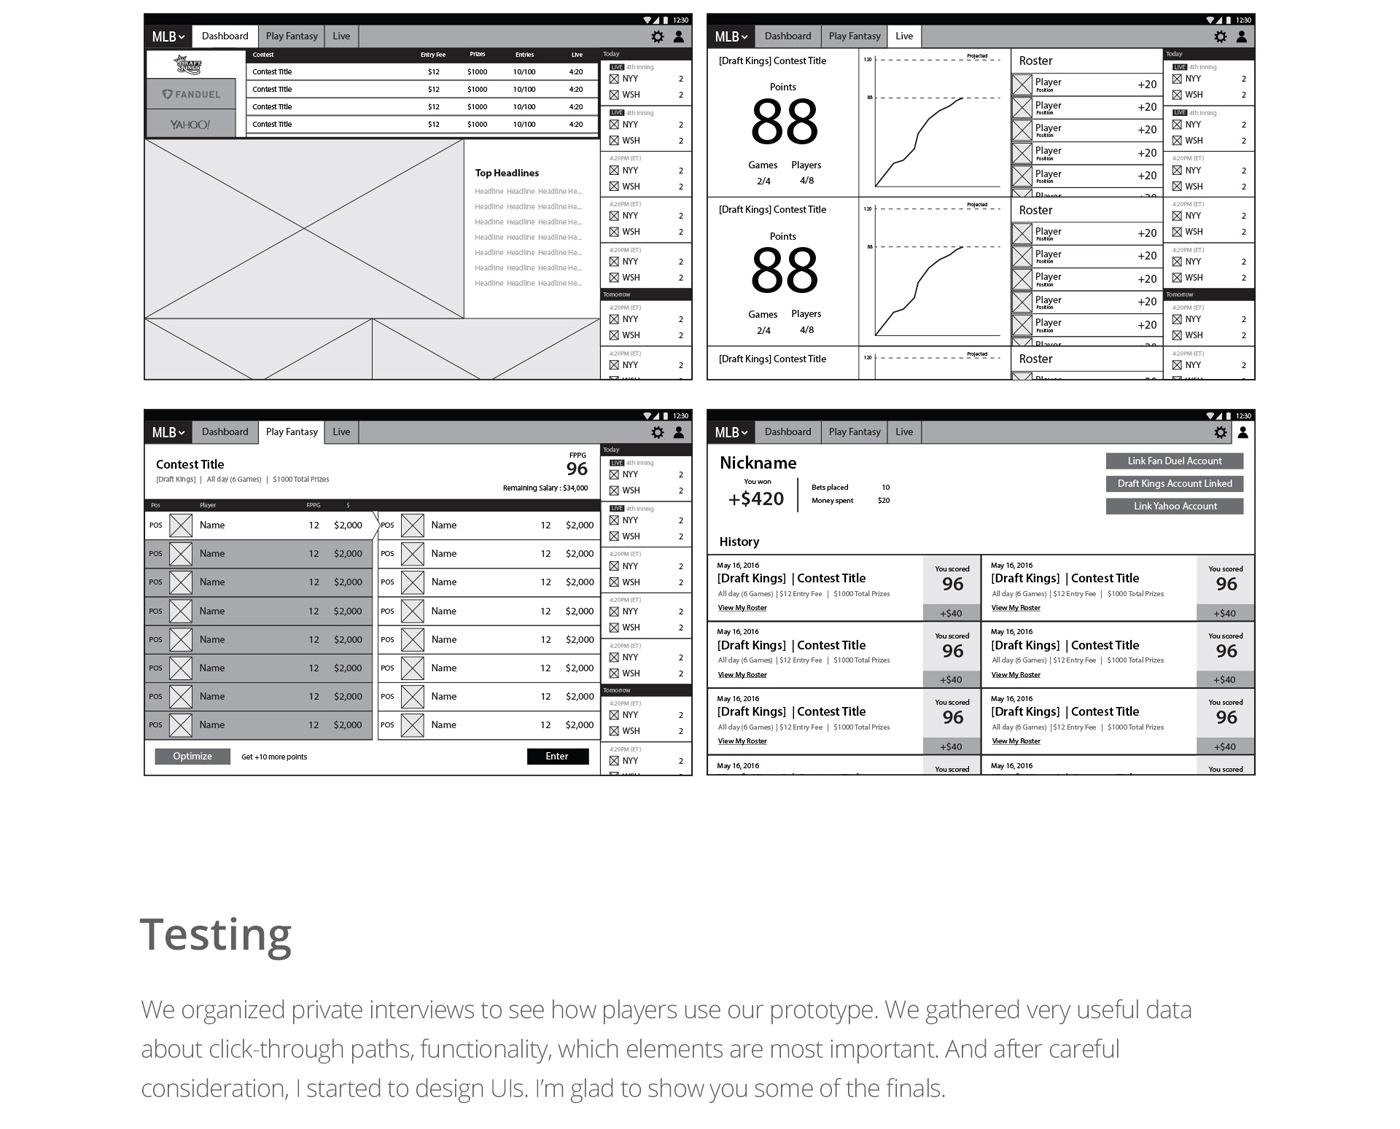 12:30
MLB Dashboard Play Fantasy Live
DRAFT KINGS
FANDUEL
YAHOO!
Contest Entry Fee Prizes Entries Live
Contest Title $12 $1000 10/100 4:20
Contest Title $12 $1000 10/100 4:20
Contest Title $12 $1000 10/100 4:20
Contest Title $12 $1000 10/100 4:20
Top Headlines
Headline Headline Headline He...
Headline Headline Headline He...
Headline Headline Headline He...
Headline Headline Headline He...
Headline Headline Headline He...
Headline Headline Headline He...
Headline Headline Headline He...
Today
LIVE 4th inning
NYY 2
WSH 2
LIVE 4th inning
NYY 2
WSH 2
4:20PM (ET)
NYY 2
WSH 2
4:20PM (ET)
NYY 2
WSH 2
4:20PM (ET)
NYY 2
WSH 2
Tomorrow
4:20PM (ET)
NYY 2
WSH 2
4:20PM (ET)
NYY 2
WSH 2
12:30
MLB Dashboard Play Fantasy Live
[Draft Kings] Contest Title
Points
88
Games Players
2/4 4/8
Projected
120
88
Roster
Player +20
Position
Player +20
Position
Player +20
Position
Player +20
Position
Player +20
Position
Player +20
[Draft Kings] Contest Title
Points
88
Games Players
2/4 4/8
Projected
120
88
Roster
Player +20
Position
Player +20
Position
Player +20
Position
Player +20
Position
Player +20
Position
Player +20
[Draft Kings] Contest Title
Projected
120
Roster
Player +20
Today
LIVE 4th inning
NYY 2
WSH 2
LIVE 4th inning
NYY 2
WSH 2
4:20PM (ET)
NYY 2
WSH 2
4:20PM (ET)
NYY 2
WSH 2
4:20PM (ET)
NYY 2
WSH 2
Tomorrow
4:20PM (ET)
NYY 2
WSH 2
4:20PM (ET)
NYY 2
WSH 2
12:30
MLB Dashboard Play Fantasy Live
Contest Title
[Draft Kings] | All day (6 Games) | $1000 Total Prizes
FPPG
96
Remaining Salary : $34,000
Pos Player FPPG $
POS Name 12 $2,000 POS Name 12 $2,000
POS Name 12 $2,000 POS Name 12 $2,000
POS Name 12 $2,000 POS Name 12 $2,000
POS Name 12 $2,000 POS Name 12 $2,000
POS Name 12 $2,000 POS Name 12 $2,000
POS Name 12 $2,000 POS Name 12 $2,000
POS Name 12 $2,000 POS Name 12 $2,000
POS Name 12 $2,000 POS Name 12 $2,000
Optimize Get +10 more points Enter
Today
LIVE 4th inning
NYY 2
WSH 2
LIVE 4th inning
NYY 2
WSH 2
4:20PM (ET)
NYY 2
WSH 2
4:20PM (ET)
NYY 2
WSH 2
4:20PM (ET)
NYY 2
WSH 2
Tomorrow
4:20PM (ET)
NYY 2
WSH 2
4:20PM (ET)
NYY 2
WSH 2
12:30
MLB Dashboard Play Fantasy Live
Nickname
You won
+$420
Bets placed 10
Money spent $20
Link Fan Duel Account
Draft Kings Account Linked
Link Yahoo Account
History
May 16, 2016
[Draft Kings] | Contest Title
All day (6 Games) | $12 Entry Fee | $1000 Total Prizes
View My Roster
You scored
96
+$40
May 16, 2016
[Draft Kings] | Contest Title
All day (6 Games) | $12 Entry Fee | $1000 Total Prizes
View My Roster
You scored
96
+$40
May 16, 2016
[Draft Kings] | Contest Title
All day (6 Games) | $12 Entry Fee | $1000 Total Prizes
View My Roster
You scored
96
+$40
May 16, 2016
[Draft Kings] | Contest Title
All day (6 Games) | $12 Entry Fee | $1000 Total Prizes
View My Roster
You scored
96
+$40
May 16, 2016
[Draft Kings] | Contest Title
All day (6 Games) | $12 Entry Fee | $1000 Total Prizes
View My Roster
You scored
96
+$40
May 16, 2016
[Draft Kings] | Contest Title
All day (6 Games) | $12 Entry Fee | $1000 Total Prizes
View My Roster
You scored
96
+$40
May 16, 2016
You scored
May 16, 2016
You scored
Testing
We organized private interviews to see how players use our prototype. We gathered very useful data
about click-through paths, functionality, which elements are most important. And after careful
consideration, I started to design UIs. I'm glad to show you some of the finals.